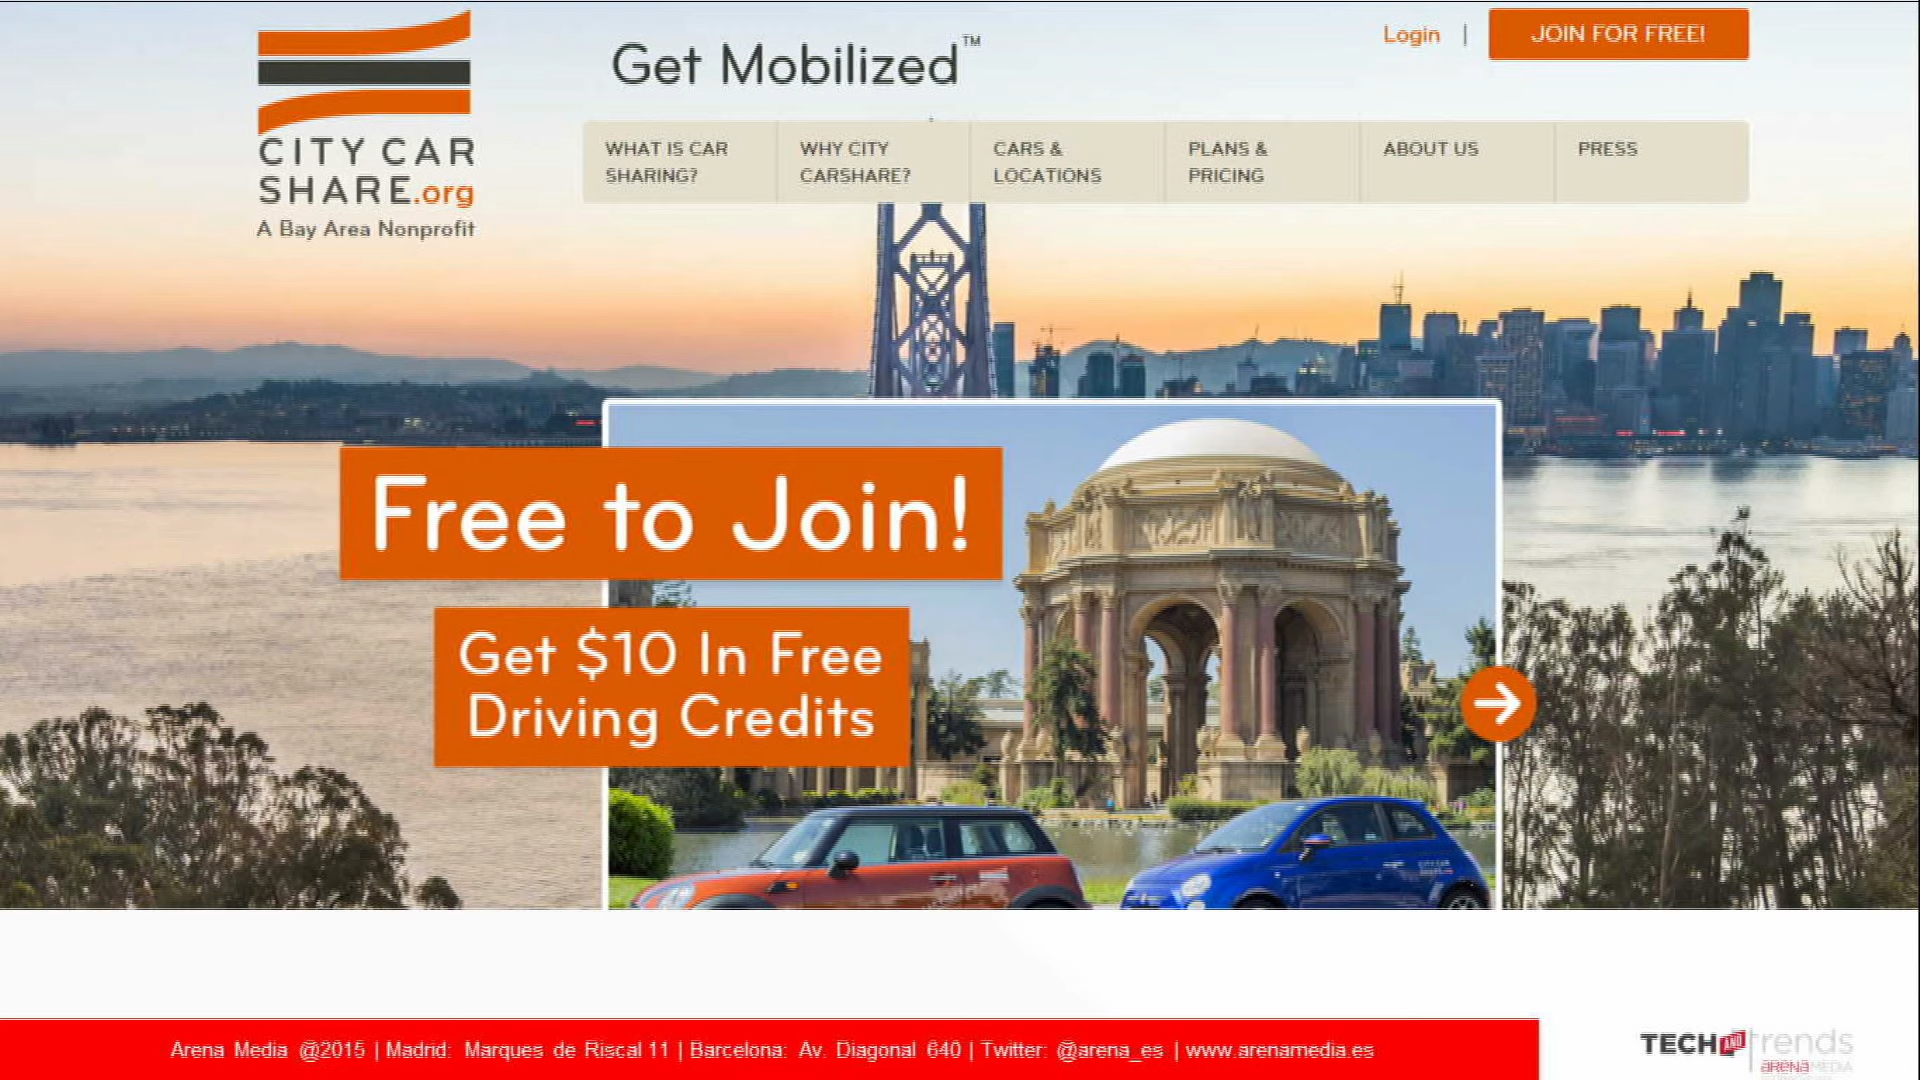 CITY CAR
SHARE.org
A Bay Area Nonprofit
Get Mobilized™
Login |
JOIN FOR FREE!
WHAT IS CAR
SHARING?
WHY CITY
CARSHARE?
CARS &
LOCATIONS
PLANS &
PRICING
ABOUT US
PRESS
Free to Join!
Get $10 In Free
Driving Credits
Arena Media @2015 | Madrid: Marques de Riscal 11 | Barcelona: Av. Diagonal 640 | Twitter: @arena_es | www.arenamedia.es
TECH AND trends
arena MEDIA